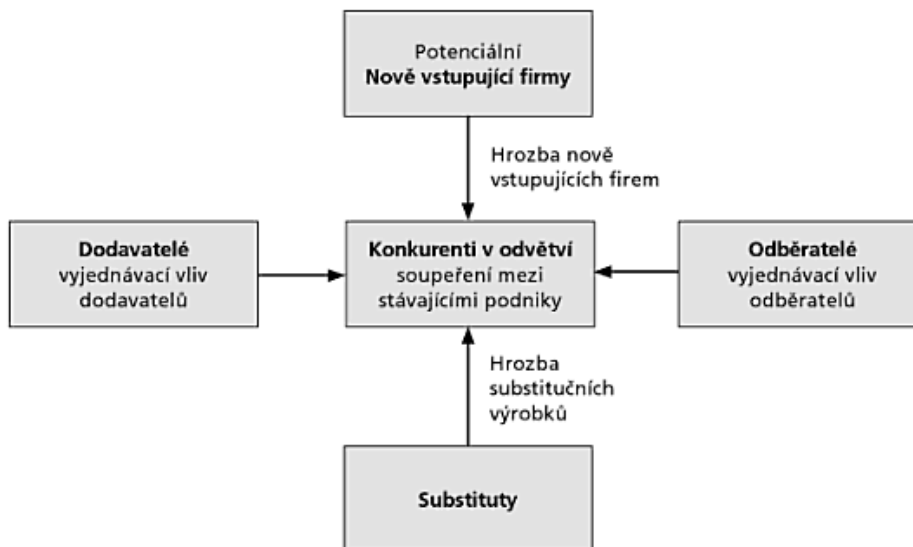 Potenciální
Nově vstupující firmy
Hrozba nově
vstupujících firem
Dodavatelé
vyjednávací vliv
dodavatelů
Konkurenti v odvětví
soupeření mezi
stávajícími podniky
Odběratelé
vyjednávací vliv
odběratelů
Hrozba
substitučních
výrobků
Substituty